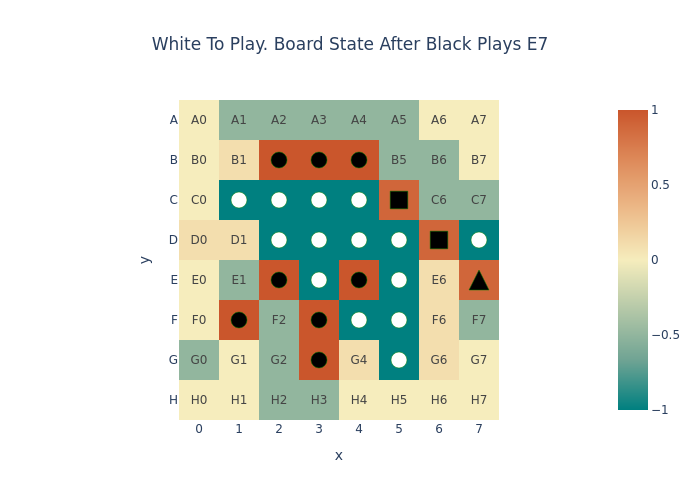 White To Play. Board State After Black Plays E7
A A0 A1 A2 A3 A4 A5 A6 A7 1
B B0 B1 B5 B6 B7
0.5
C C0 C6 C7
D D0 D1
y 0
E E0 E1 E6
F F0 F2 F6 F7 −0.5
G G0 G1 G2 G4 G6 G7
H H0 H1 H2 H3 H4 H5 H6 H7 −1
0 1 2 3 4 5 6 7
x